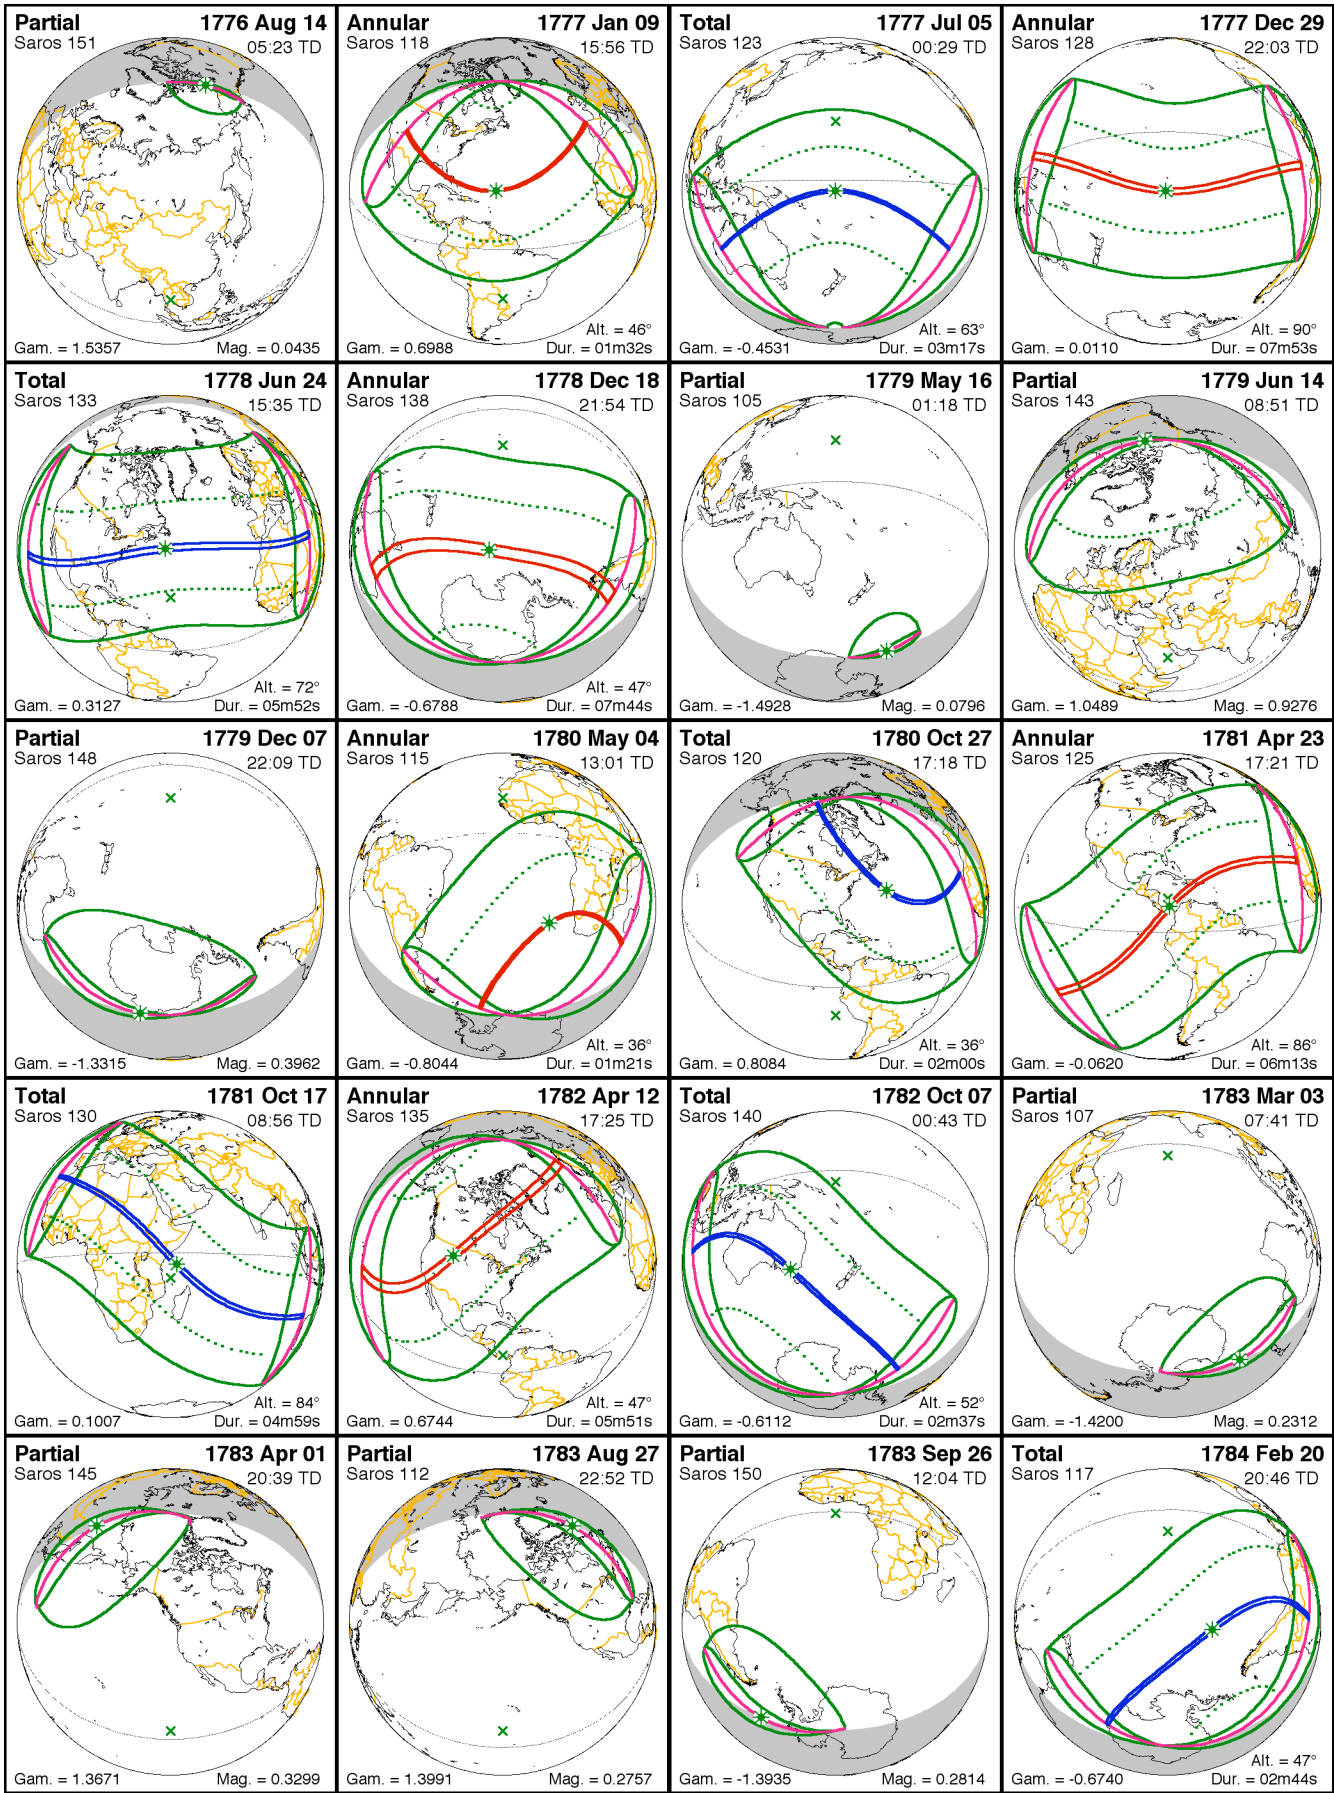 Partial 1776 Aug 14
Saros 151 05:23 TD
Gam. = 1.5357 Mag. = 0.0435
Annular 1777 Jan 09
Saros 118 15:56 TD
Alt. = 46°
Gam. = 0.6988 Dur. = 01m32s
Total 1777 Jul 05
Saros 123 00:29 TD
Alt. = 63°
Gam. = -0.4531 Dur. = 03m17s
Annular 1777 Dec 29
Saros 128 22:03 TD
Alt. = 90°
Gam. = 0.0110 Dur. = 07m53s
Total 1778 Jun 24
Saros 133 15:35 TD
Alt. = 72°
Gam. = 0.3127 Dur. = 05m52s
Annular 1778 Dec 18
Saros 138 21:54 TD
Alt. = 47°
Gam. = -0.6788 Dur. = 07m44s
Partial 1779 May 16
Saros 105 01:18 TD
Gam. = -1.4928 Mag. = 0.0796
Partial 1779 Jun 14
Saros 143 08:51 TD
Gam. = 1.0489 Mag. = 0.9276
Partial 1779 Dec 07
Saros 148 22:09 TD
Gam. = -1.3315 Mag. = 0.3962
Annular 1780 May 04
Saros 115 13:01 TD
Alt. = 36°
Gam. = -0.8044 Dur. = 01m21s
Total 1780 Oct 27
Saros 120 17:18 TD
Alt. = 36°
Gam. = 0.8084 Dur. = 02m00s
Annular 1781 Apr 23
Saros 125 17:21 TD
Alt. = 86°
Gam. = -0.0620 Dur. = 06m13s
Total 1781 Oct 17
Saros 130 08:56 TD
Alt. = 84°
Gam. = 0.1007 Dur. = 04m59s
Annular 1782 Apr 12
Saros 135 17:25 TD
Alt. = 47°
Gam. = 0.6744 Dur. = 05m51s
Total 1782 Oct 07
Saros 140 00:43 TD
Alt. = 52°
Gam. = -0.6112 Dur. = 02m37s
Partial 1783 Mar 03
Saros 107 07:41 TD
Gam. = -1.4200 Mag. = 0.2312
Partial 1783 Apr 01
Saros 145 20:39 TD
Gam. = 1.3671 Mag. = 0.3299
Partial 1783 Aug 27
Saros 112 22:52 TD
Gam. = 1.3991 Mag. = 0.2757
Partial 1783 Sep 26
Saros 150 12:04 TD
Gam. = -1.3935 Mag. = 0.2814
Total 1784 Feb 20
Saros 117 20:46 TD
Alt. = 47°
Gam. = -0.6740 Dur. = 02m44s